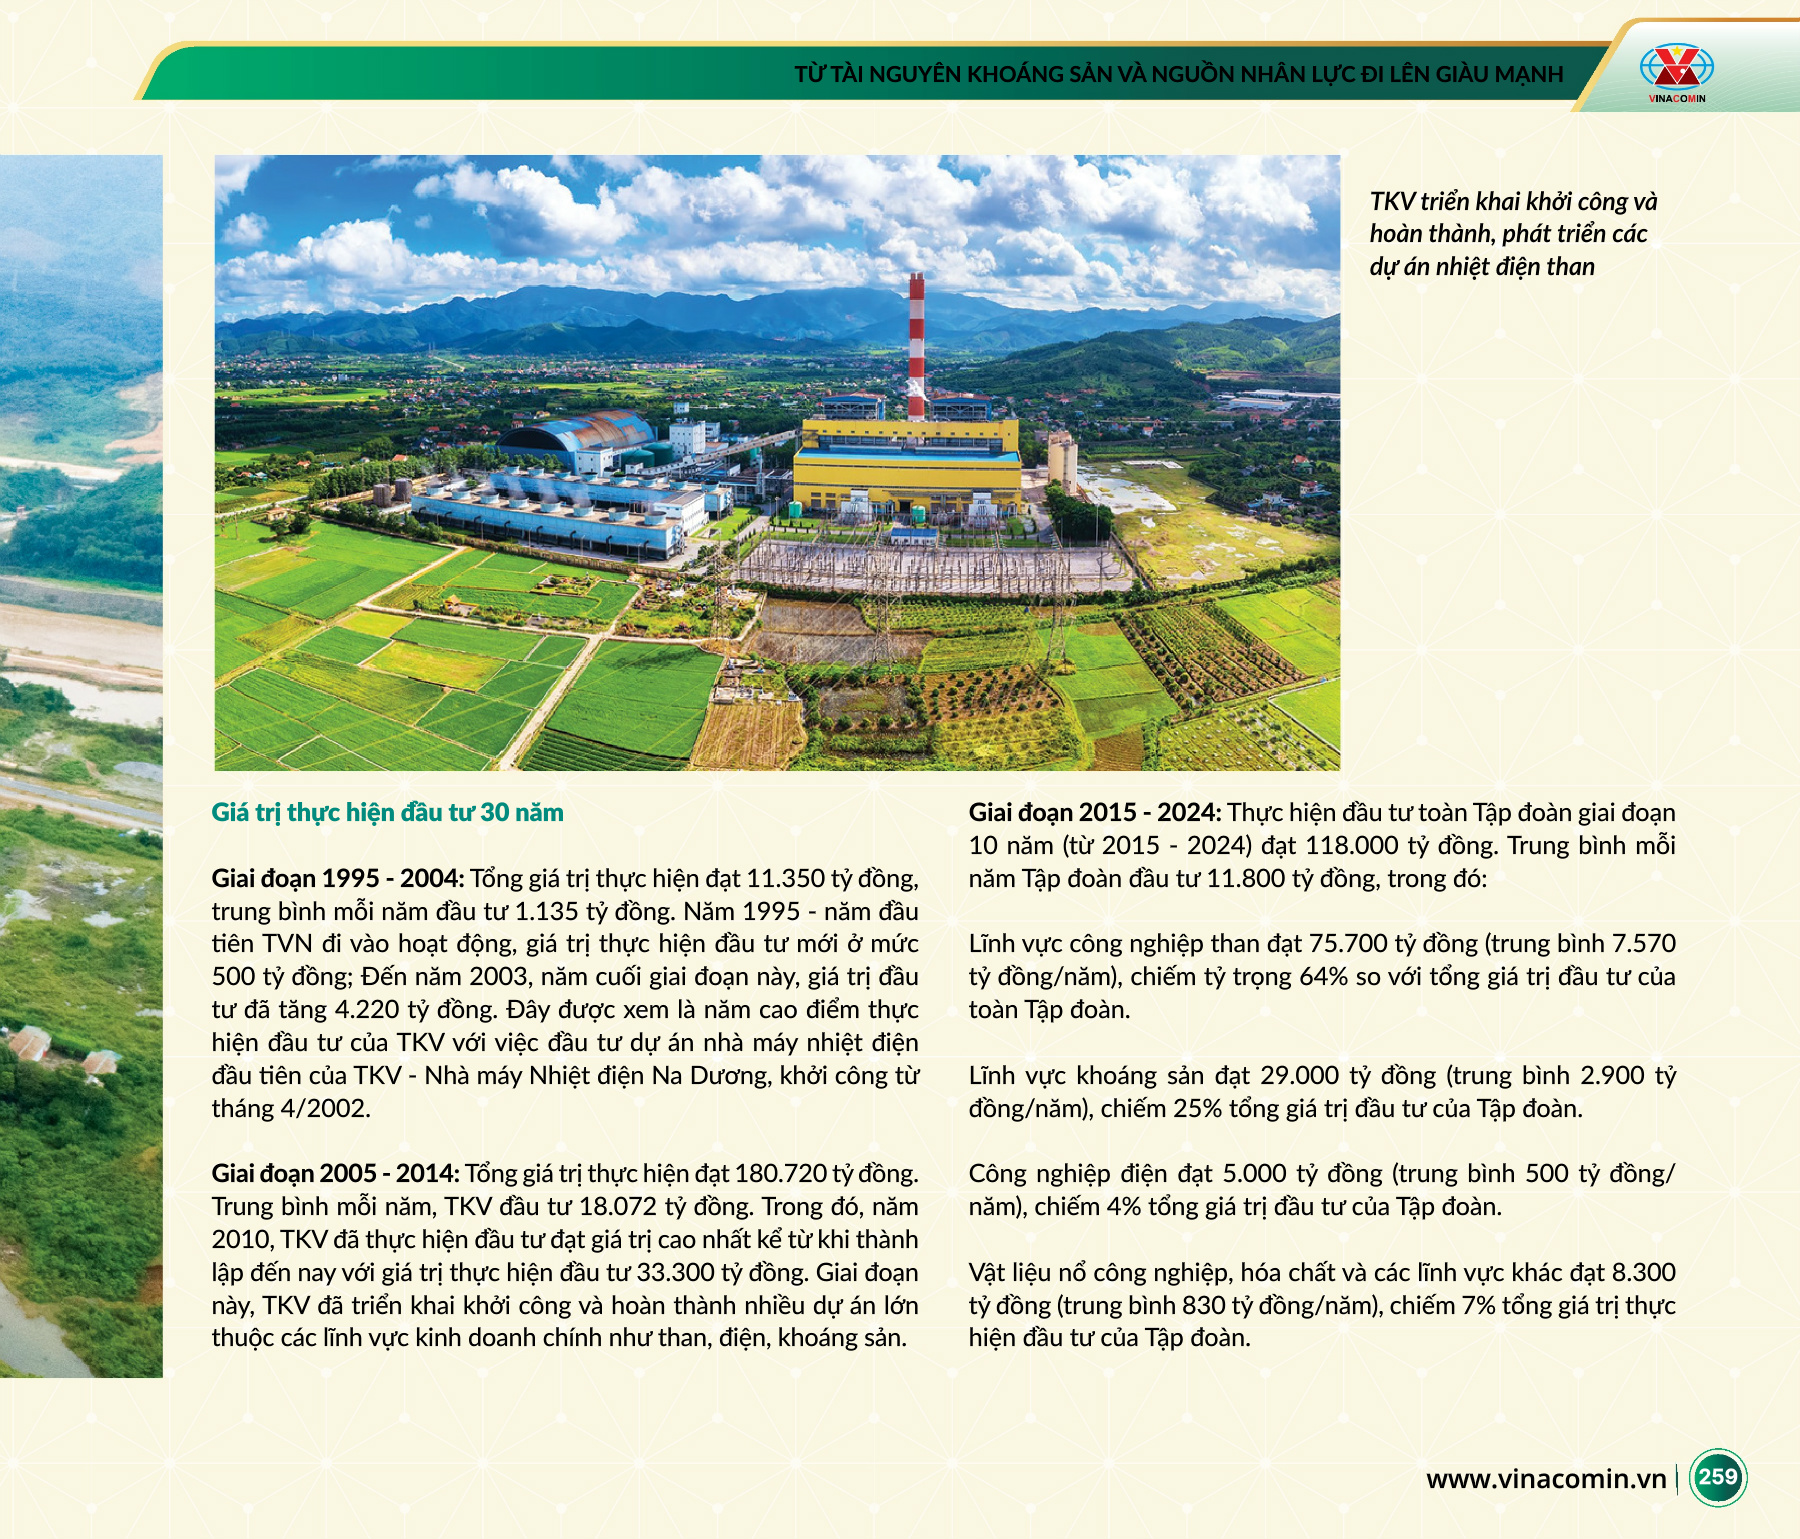 TỪ TÀI NGUYÊN KHOÁNG SẢN VÀ NGUỒN NHÂN LỰC ĐI LÊN GIÀU MẠNH
VINACOMIN
TKV triển khai khởi công và
hoàn thành, phát triển các
dự án nhiệt điện than
Giá trị thực hiện đầu tư 30 năm
Giai đoạn 1995 - 2004: Tổng giá trị thực hiện đạt 11.350 tỷ đồng,
trung bình mỗi năm đầu tư 1.135 tỷ đồng. Năm 1995 - năm đầu
tiên TVN đi vào hoạt động, giá trị thực hiện đầu tư mới ở mức
500 tỷ đồng; Đến năm 2003, năm cuối giai đoạn này, giá trị đầu
tư đã tăng 4.220 tỷ đồng. Đây được xem là năm cao điểm thực
hiện đầu tư của TKV với việc đầu tư dự án nhà máy nhiệt điện
đầu tiên của TKV - Nhà máy Nhiệt điện Na Dương, khởi công từ
tháng 4/2002.
Giai đoạn 2005 - 2014: Tổng giá trị thực hiện đạt 180.720 tỷ đồng.
Trung bình mỗi năm, TKV đầu tư 18.072 tỷ đồng. Trong đó, năm
2010, TKV đã thực hiện đầu tư đạt giá trị cao nhất kể từ khi thành
lập đến nay với giá trị thực hiện đầu tư 33.300 tỷ đồng. Giai đoạn
này, TKV đã triển khai khởi công và hoàn thành nhiều dự án lớn
thuộc các lĩnh vực kinh doanh chính như than, điện, khoáng sản.
Giai đoạn 2015 - 2024: Thực hiện đầu tư toàn Tập đoàn giai đoạn
10 năm (từ 2015 - 2024) đạt 118.000 tỷ đồng. Trung bình mỗi
năm Tập đoàn đầu tư 11.800 tỷ đồng, trong đó:
Lĩnh vực công nghiệp than đạt 75.700 tỷ đồng (trung bình 7.570
tỷ đồng/năm), chiếm tỷ trọng 64% so với tổng giá trị đầu tư của
toàn Tập đoàn.
Lĩnh vực khoáng sản đạt 29.000 tỷ đồng (trung bình 2.900 tỷ
đồng/năm), chiếm 25% tổng giá trị đầu tư của Tập đoàn.
Công nghiệp điện đạt 5.000 tỷ đồng (trung bình 500 tỷ đồng/
năm), chiếm 4% tổng giá trị đầu tư của Tập đoàn.
Vật liệu nổ công nghiệp, hóa chất và các lĩnh vực khác đạt 8.300
tỷ đồng (trung bình 830 tỷ đồng/năm), chiếm 7% tổng giá trị thực
hiện đầu tư của Tập đoàn.
www.vinacomin.vn
259